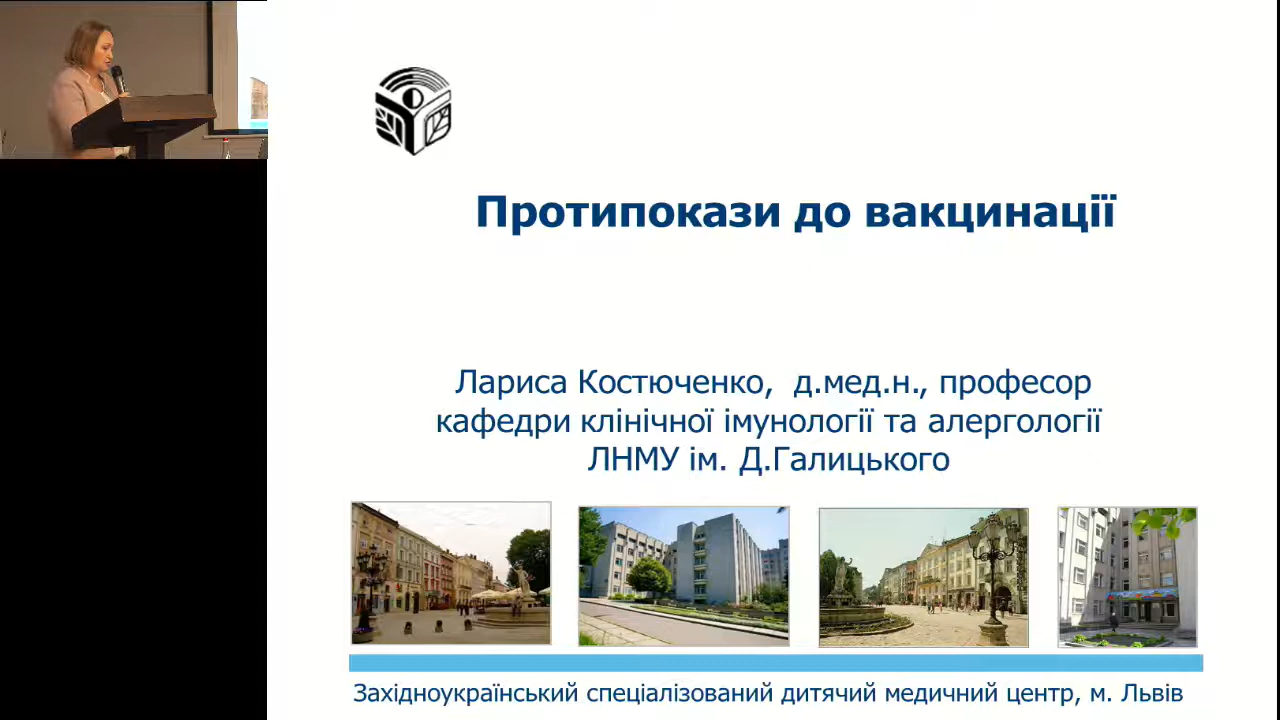 Протипокази до вакцинації
Лариса Костюченко, д.мед.н., професор
кафедри клінічної імунології та алергології
ЛНМУ ім. Д.Галицького
Західноукраїнський спеціалізований дитячий медичний центр, м. Львів